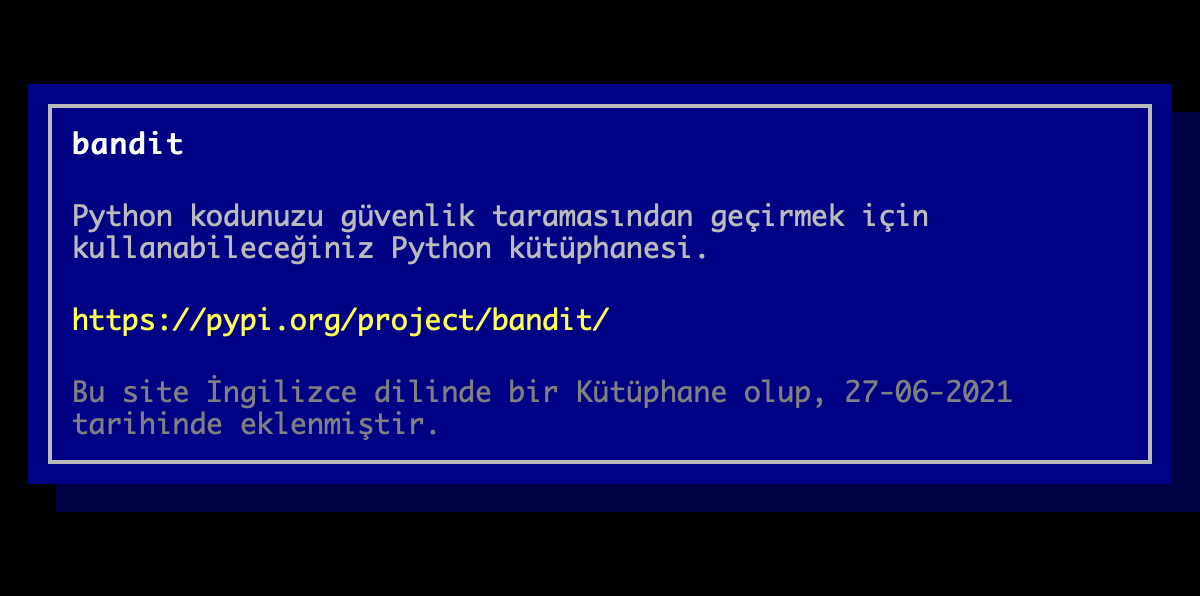 bandit
Python kodunuzu güvenlik taramasından geçirmek için
kullanabileceğiniz Python kütüphanesi.
https://pypi.org/project/bandit/
Bu site İngilizce dilinde bir Kütüphane olup, 27-06-2021
tarihinde eklenmiştir.